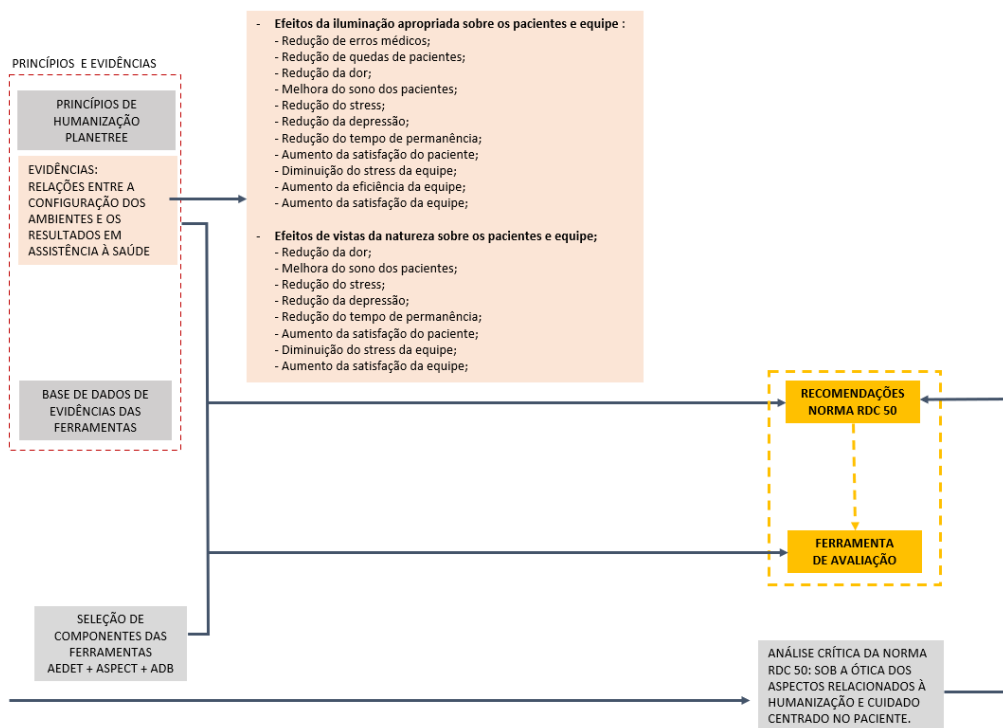 PRINCÍPIOS E EVIDÊNCIAS
PRINCÍPIOS DE
HUMANIZAÇÃO
PLANETREE
EVIDÊNCIAS:
RELAÇÕES ENTRE A
CONFIGURAÇÃO DOS
AMBIENTES E OS
RESULTADOS EM
ASSISTÊNCIA À SAÚDE
BASE DE DADOS DE
EVIDÊNCIAS DAS
FERRAMENTAS
- Efeitos da iluminação apropriada sobre os pacientes e equipe :
- Redução de erros médicos;
- Redução de quedas de pacientes;
- Redução da dor;
- Melhora do sono dos pacientes;
- Redução do stress;
- Redução da depressão;
- Redução do tempo de permanência;
- Aumento da satisfação do paciente;
- Diminuição do stress da equipe;
- Aumento da eficiência da equipe;
- Aumento da satisfação da equipe;
- Efeitos de vistas da natureza sobre os pacientes e equipe;
- Redução da dor;
- Melhora do sono dos pacientes;
- Redução do stress;
- Redução da depressão;
- Redução do tempo de permanência;
- Aumento da satisfação do paciente;
- Diminuição do stress da equipe;
- Aumento da satisfação da equipe;
RECOMENDAÇÕES
NORMA RDC 50
FERRAMENTA
DE AVALIAÇÃO
SELEÇÃO DE
COMPONENTES DAS
FERRAMENTAS
AEDET + ASPECT + ADB
ANÁLISE CRÍTICA DA NORMA
RDC 50: SOB A ÓTICA DOS
ASPECTOS RELACIONADOS À
HUMANIZAÇÃO E CUIDADO
CENTRADO NO PACIENTE.